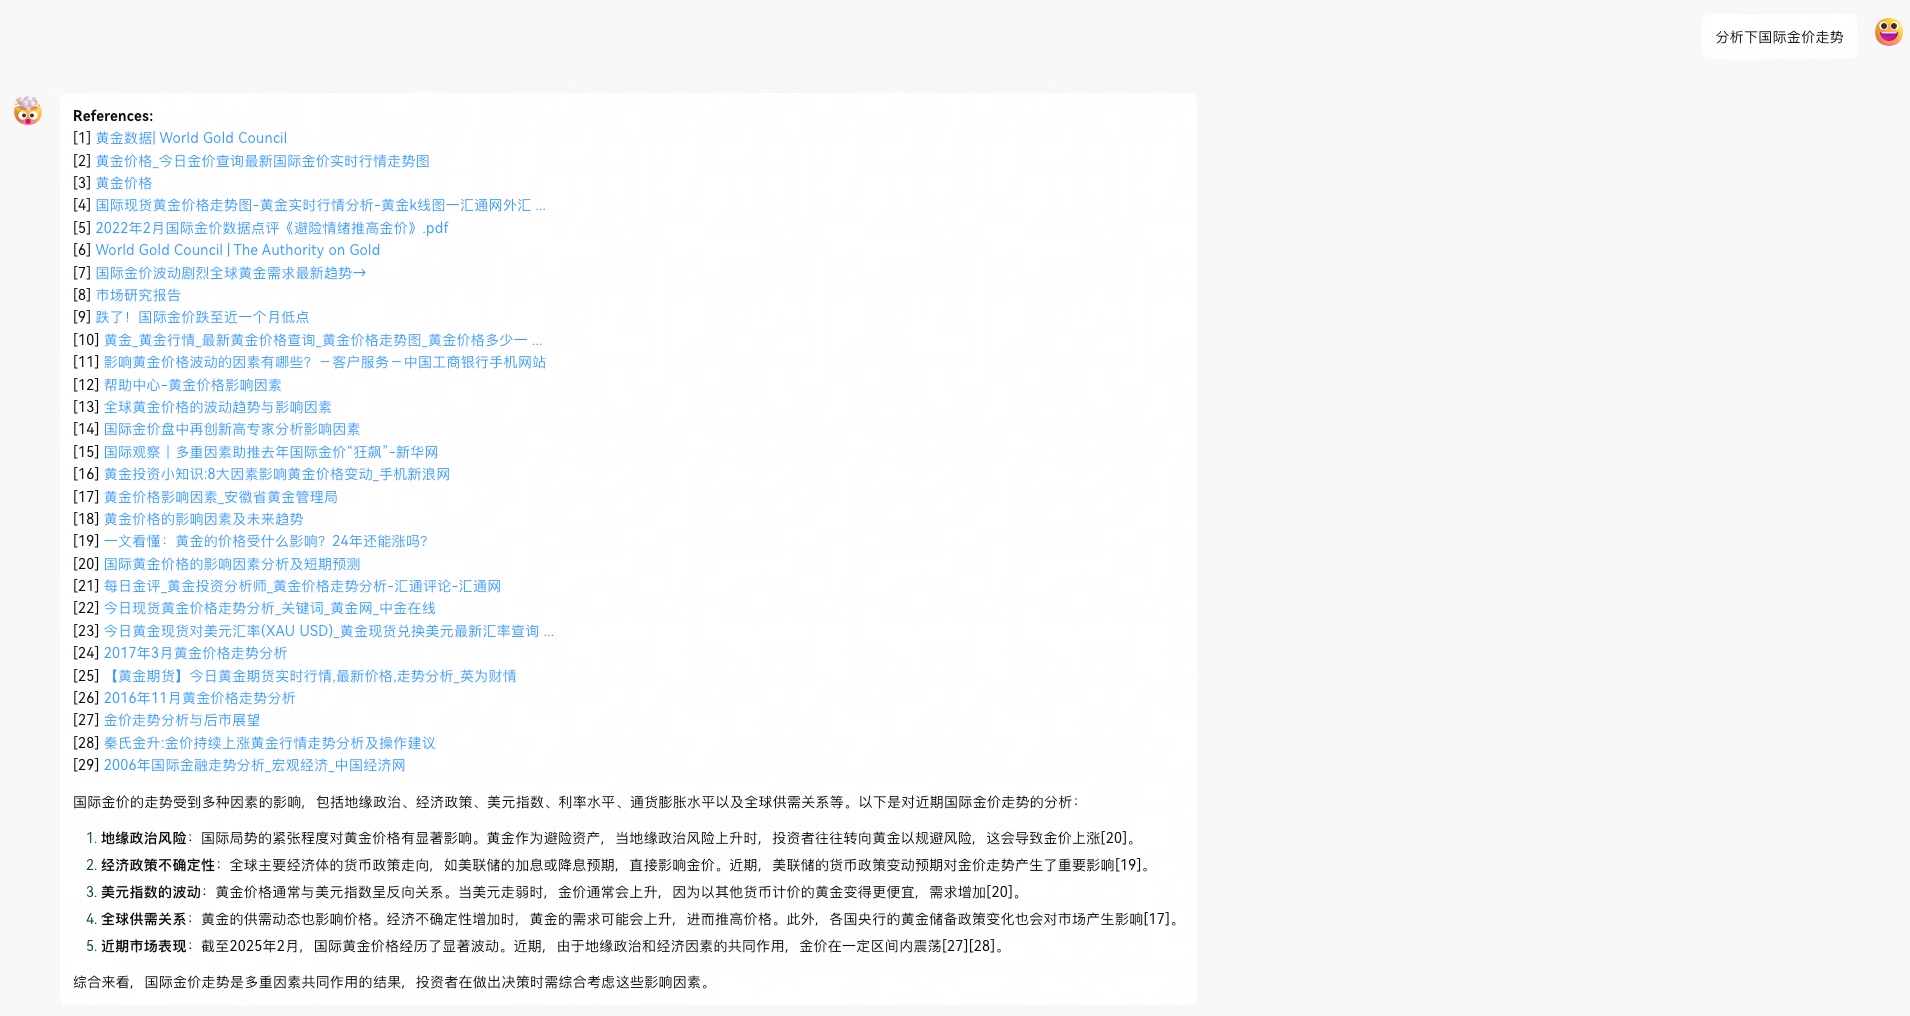 分析下国际金价走势
References:
[1] 黄金数据| World Gold Council
[2] 黄金价格_今日金价查询最新国际金价实时行情走势图
[3] 黄金价格
[4] 国际现货黄金价格走势图-黄金实时行情分析-黄金k线图一汇通网外汇 ...
[5] 2022年2月国际金价数据点评《避险情绪推高金价》.pdf
[6] World Gold Council | The Authority on Gold
[7] 国际金价波动剧烈全球黄金需求最新趋势→
[8] 市场研究报告
[9] 跌了！国际金价跌至近一个月低点
[10] 黄金_黄金行情_最新黄金价格查询_黄金价格走势图_黄金价格多少一 ...
[11] 影响黄金价格波动的因素有哪些？－客户服务－中国工商银行手机网站
[12] 帮助中心-黄金价格影响因素
[13] 全球黄金价格的波动趋势与影响因素
[14] 国际金价盘中再创新高专家分析影响因素
[15] 国际观察｜多重因素助推去年国际金价“狂飙”-新华网
[16] 黄金投资小知识:8大因素影响黄金价格变动_手机新浪网
[17] 黄金价格影响因素_安徽省黄金管理局
[18] 黄金价格的影响因素及未来趋势
[19] 一文看懂：黄金的价格受什么影响？24年还能涨吗？
[20] 国际黄金价格的影响因素分析及短期预测
[21] 每日金评_黄金投资分析师_黄金价格走势分析-汇通评论-汇通网
[22] 今日现货黄金价格走势分析_关键词_黄金网_中金在线
[23] 今日黄金现货对美元汇率(XAU USD)_黄金现货兑换美元最新汇率查询 ...
[24] 2017年3月黄金价格走势分析
[25] 【黄金期货】今日黄金期货实时行情,最新价格,走势分析_英为财情
[26] 2016年11月黄金价格走势分析
[27] 金价走势分析与后市展望
[28] 秦氏金升:金价持续上涨黄金行情走势分析及操作建议
[29] 2006年国际金融走势分析_宏观经济_中国经济网
国际金价的走势受到多种因素的影响，包括地缘政治、经济政策、美元指数、利率水平、通货膨胀水平以及全球供需关系等。以下是对近期国际金价走势的分析：
1. 地缘政治风险：国际局势的紧张程度对黄金价格有显著影响。黄金作为避险资产，当地缘政治风险上升时，投资者往往转向黄金以规避风险，这会导致金价上涨[20]。
2. 经济政策不确定性：全球主要经济体的货币政策走向，如美联储的加息或降息预期，直接影响金价。近期，美联储的货币政策变动预期对金价走势产生了重要影响[19]。
3. 美元指数的波动：黄金价格通常与美元指数呈反向关系。当美元走弱时，金价通常会上升，因为以其他货币计价的黄金变得更便宜，需求增加[20]。
4. 全球供需关系：黄金的供需动态也影响价格。经济不确定性增加时，黄金的需求可能会上升，进而推高价格。此外，各国央行的黄金储备政策变化也会对市场产生影响[17]。
5. 近期市场表现：截至2025年2月，国际黄金价格经历了显著波动。近期，由于地缘政治和经济因素的共同作用，金价在一定区间内震荡[27][28]。
综合来看，国际金价走势是多重因素共同作用的结果，投资者在做出决策时需综合考虑这些影响因素。